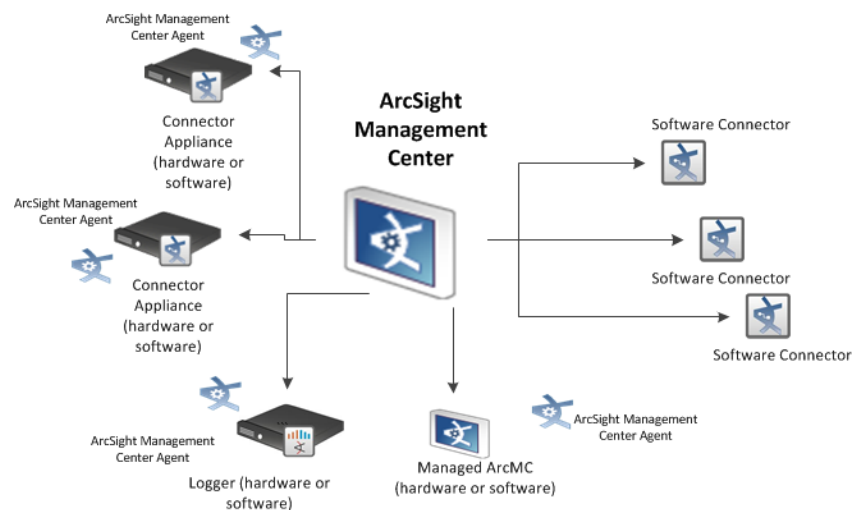 ArcSight Management
Center Agent
Connector
Appliance
(hardware or
software)
ArcSight
Management
Center
Software Connector
ArcSight Management
Center Agent
Connector
Appliance
(hardware or
software)
Software Connector
Software Connector
ArcSight Management
Center Agent
Logger (hardware or
software)
Managed ArcMC
(hardware or software)
ArcSight Management
Center Agent